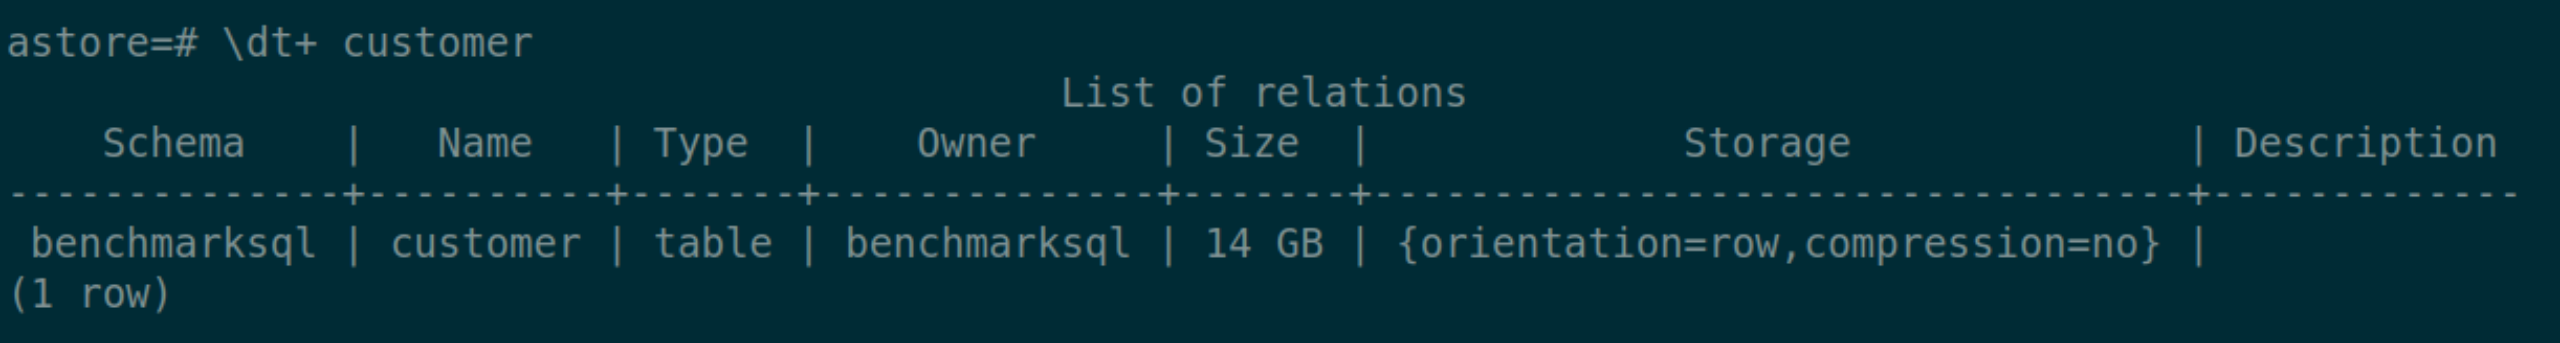 astore=# \dt+ customer
                                List of relations
    Schema    |   Name   | Type  |    Owner     | Size  |             Storage              | Description
--------------+----------+-------+--------------+-------+----------------------------------+-------------
 benchmarksql | customer | table | benchmarksql | 14 GB | {orientation=row,compression=no} |
(1 row)